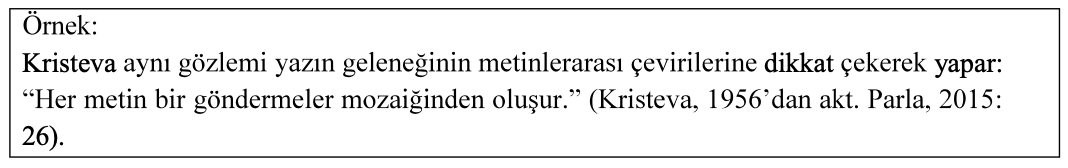 Örnek:
Kristeva aynı gözlemi yazın geleneğinin metinlerarası çevirilerine dikkat çekerek yapar:
“Her metin bir göndermeler mozaiğinden oluşur.” (Kristeva, 1956’dan akt. Parla, 2015:
26).